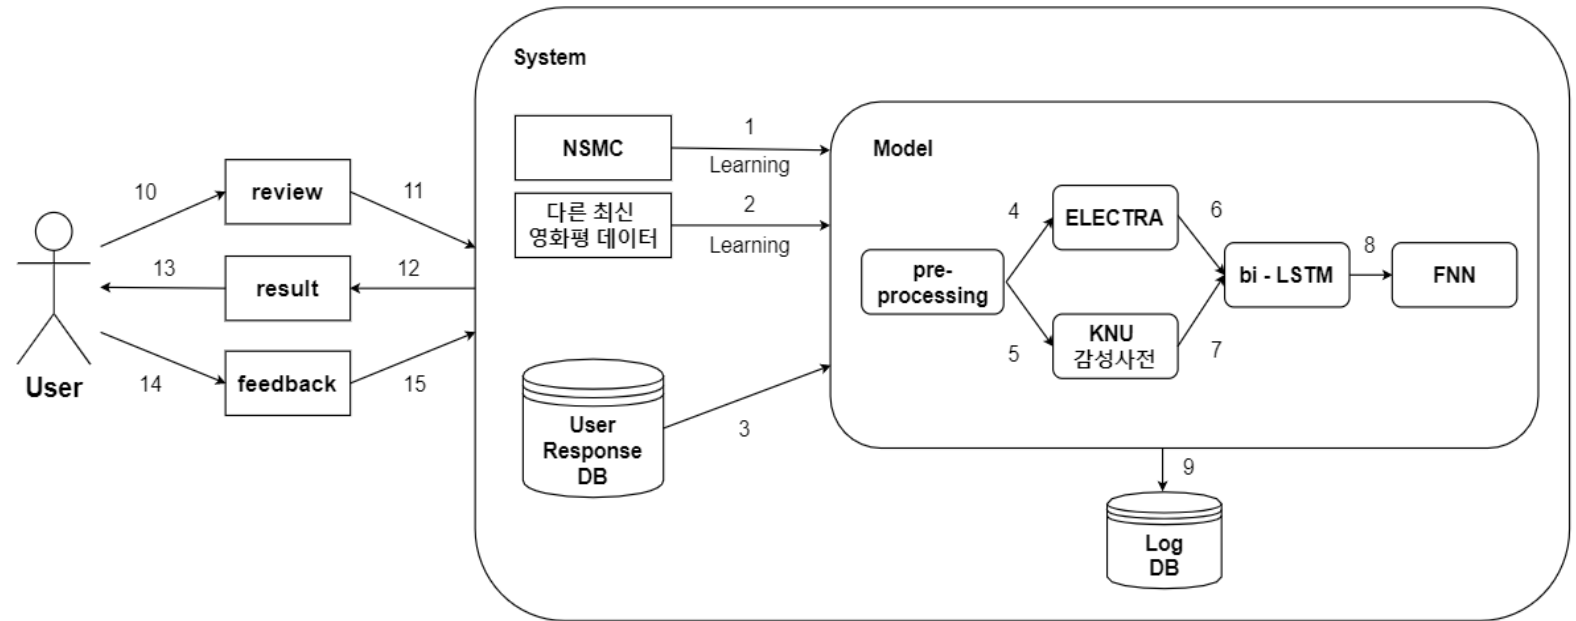 System
NSMC
1
Learning
다른 최신
영화평 데이터
2
Learning
User
Response
DB
3
Model
pre-
processing
4
5
ELECTRA
KNU
감성사전
6
7
bi - LSTM
8
FNN
9
Log
DB
User
10
review
11
12
result
13
14
feedback
15